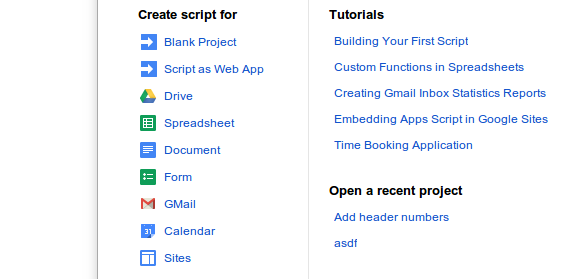 Create script for
Blank Project
Script as Web App
Drive
Spreadsheet
Document
Form
GMail
31
Calendar
Sites
Tutorials
Building Your First Script
Custom Functions in Spreadsheets
Creating Gmail Inbox Statistics Reports
Embedding Apps Script in Google Sites
Time Booking Application
Open a recent project
Add header numbers
asdf